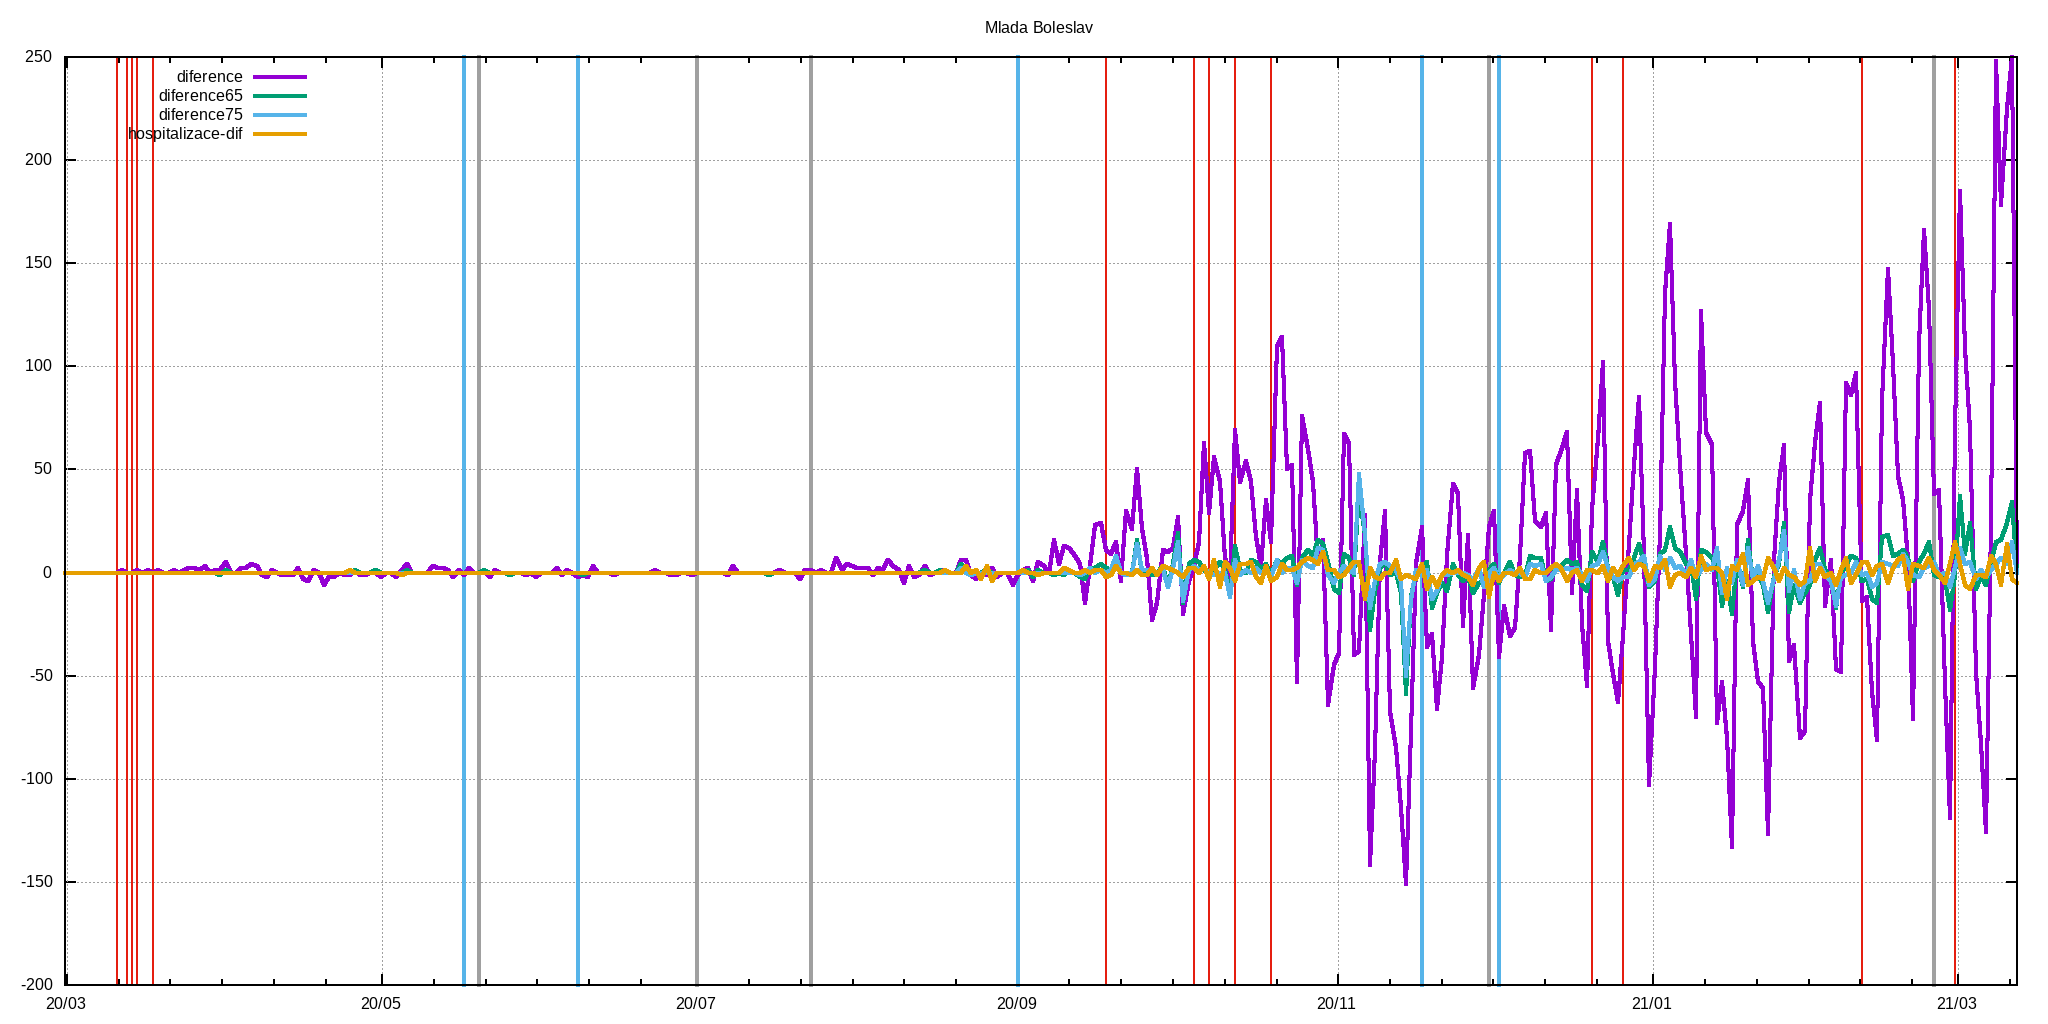 Mlada Boleslav
250
diference
diference65
diference75
hospitalizace-dif
200
150
100
50
0
-50
-100
-150
-200
20/03 20/05 20/07 20/09 20/11 21/01 21/03